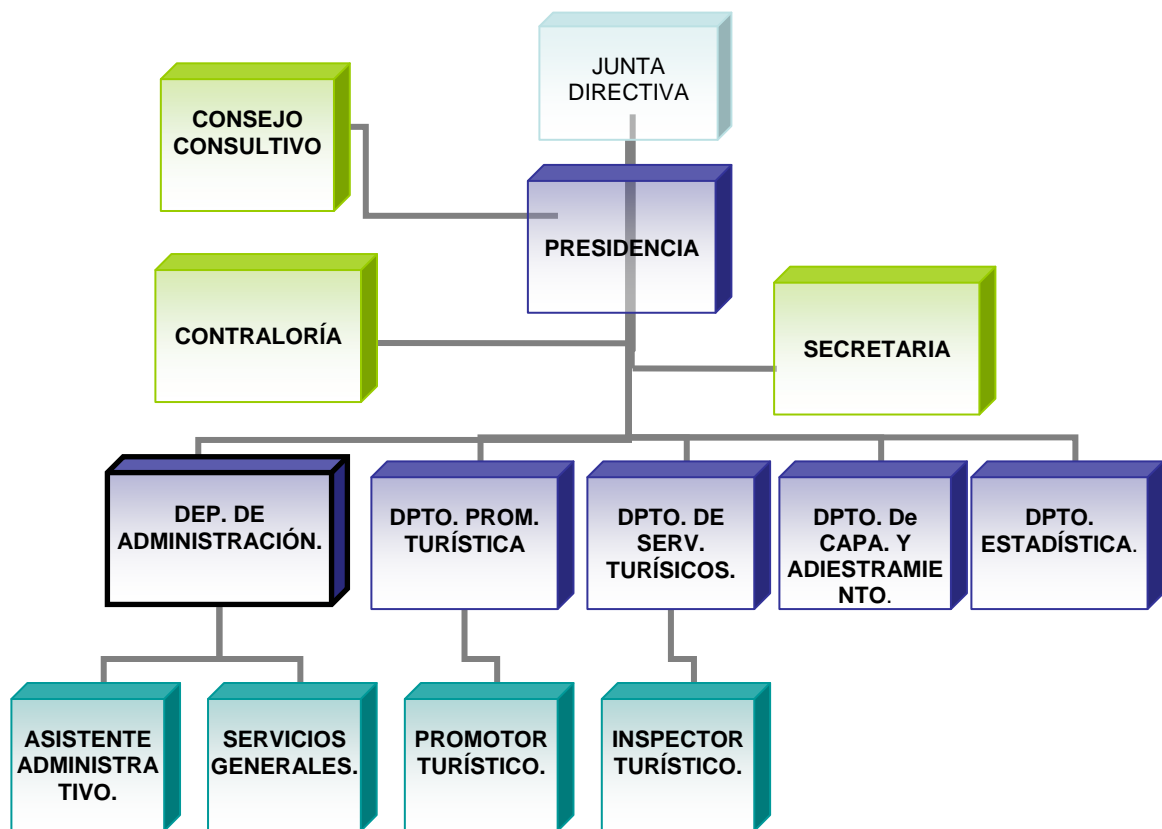 JUNTA
DIRECTIVA
CONSEJO
CONSULTIVO
PRESIDENCIA
CONTRALORÍA
SECRETARIA
DEP. DE
ADMINISTRACIÓN.
DPTO. PROM.
TURÍSTICA
DPTO. DE
SERV.
TURÍSICOS.
DPTO. De
CAPA. Y
ADIESTRAMIE
NTO.
DPTO.
ESTADÍSTICA.
ASISTENTE
ADMINISTRA
TIVO.
SERVICIOS
GENERALES.
PROMOTOR
TURÍSTICO.
INSPECTOR
TURÍSTICO.